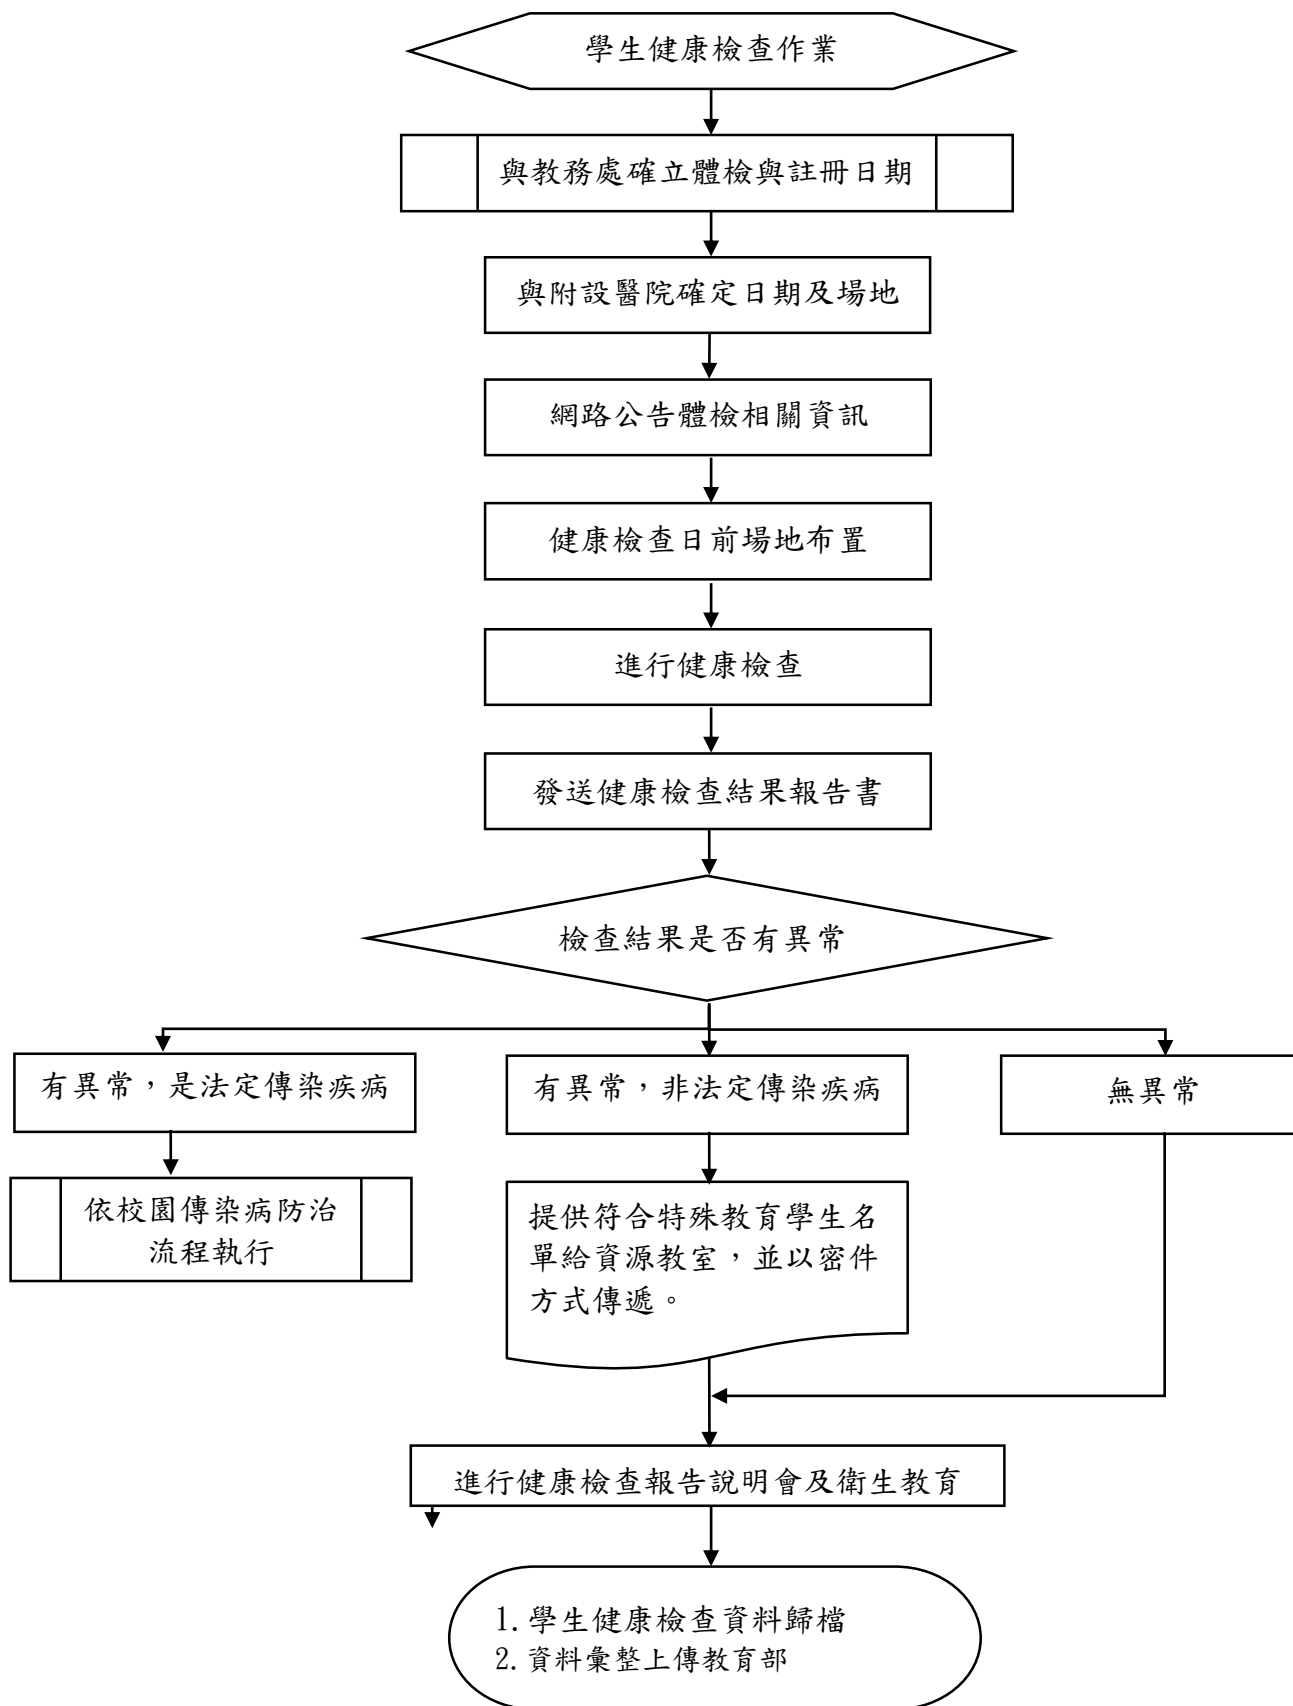 學生健康檢查作業
與教務處確立體檢與註冊日期
與附設醫院確定日期及場地
網路公告體檢相關資訊
健康檢查日前場地布置
進行健康檢查
發送健康檢查結果報告書
檢查結果是否有異常
有異常，是法定傳染疾病
有異常，非法定傳染疾病
無異常
依校園傳染病防治
流程執行
提供符合特殊教育學生名
單給資源教室，並以密件
方式傳遞。
進行健康檢查報告說明會及衛生教育
1.學生健康檢查資料歸檔
2.資料彙整上傳教育部